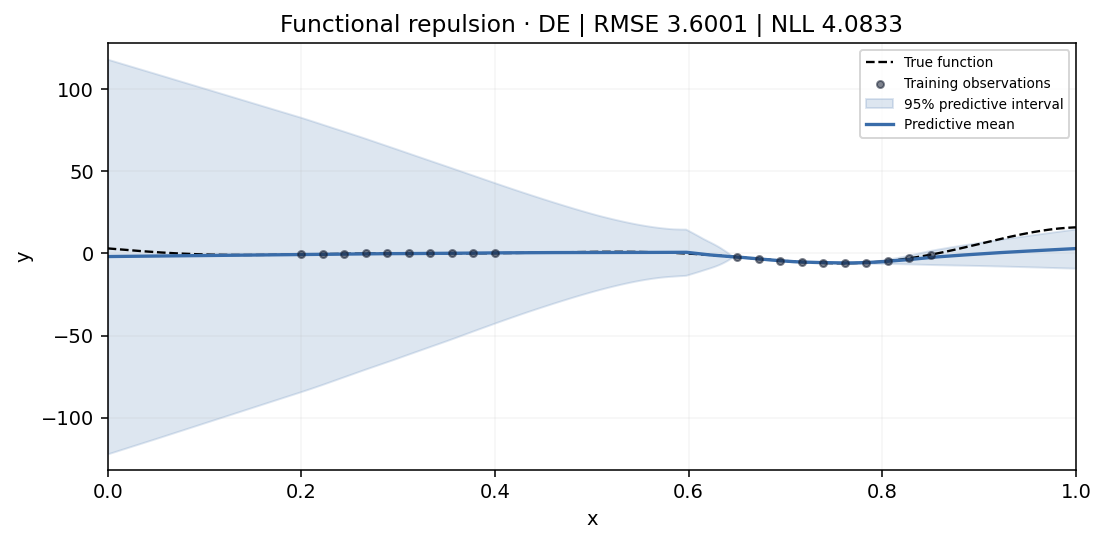 Functional repulsion · DE | RMSE 3.6001 | NLL 4.0833
True function
Training observations
95% predictive interval
Predictive mean
100
50
0
−50
−100
y
0.0 0.2 0.4 0.6 0.8 1.0
x